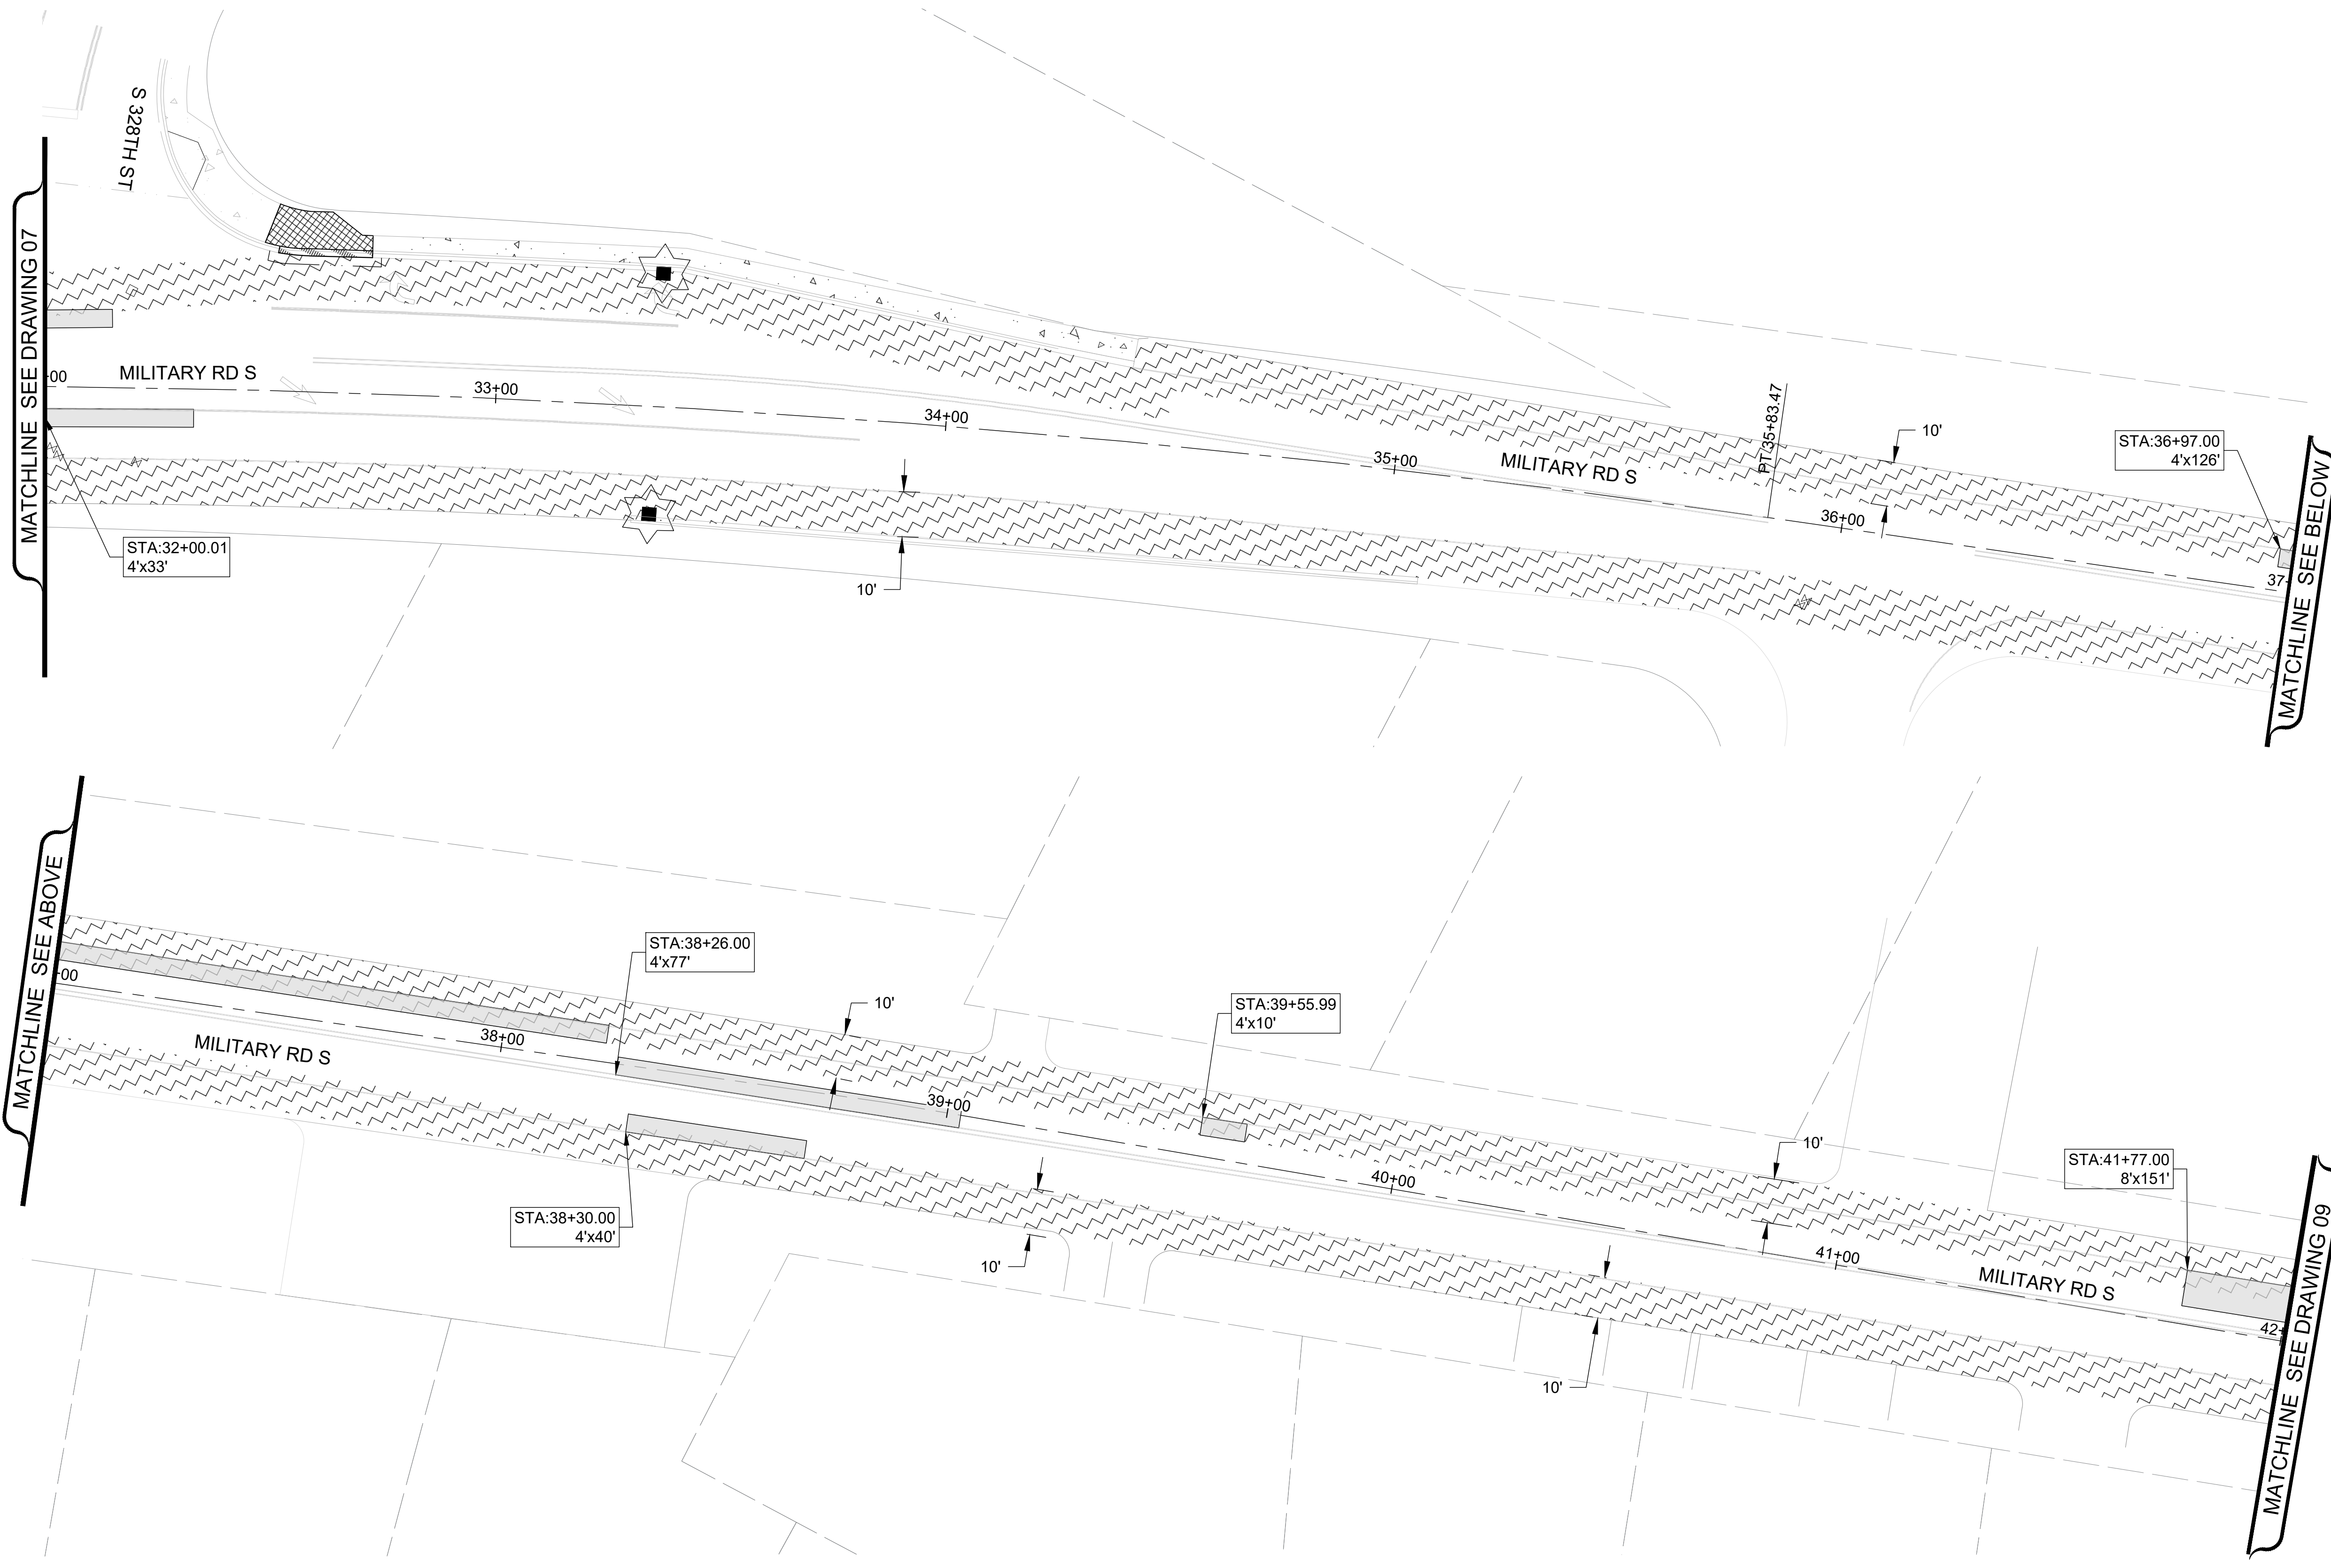 S 328TH ST
MATCHLINE SEE DRAWING 07
00
MILITARY RD S
33+00
34+00
35+00
MILITARY RD S
PT:35+83.47
10'
36+00
STA:36+97.00
4'x126'
37+
MATCHLINE SEE BELOW
STA:32+00.01
4'x33'
10'
MATCHLINE SEE ABOVE
00
MILITARY RD S
38+00
STA:38+26.00
4'x77'
10'
39+00
STA:39+55.99
4'x10'
STA:38+30.00
4'x40'
10'
40+00
10'
10'
41+00
MILITARY RD S
STA:41+77.00
8'x151'
42+
MATCHLINE SEE DRAWING 09